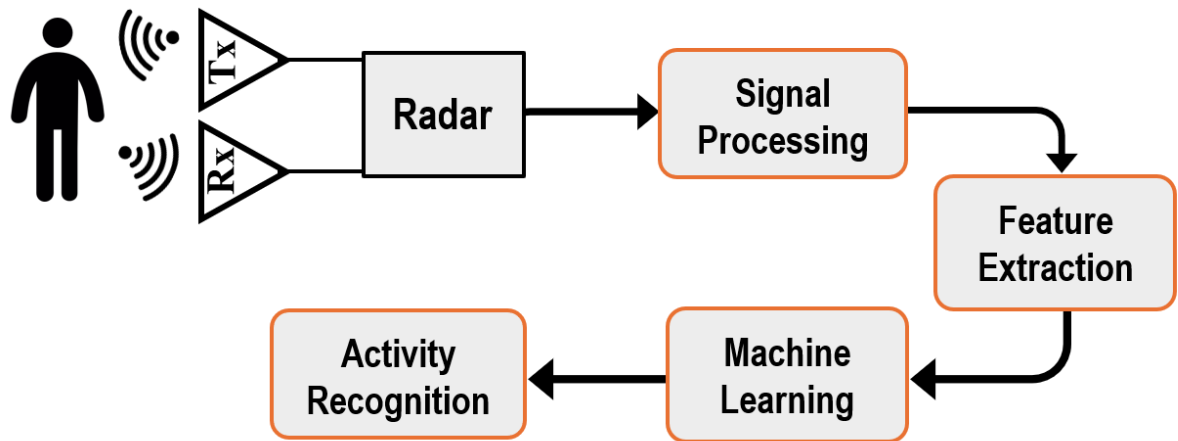 Tx
Rx
Radar
Signal
Processing
Feature
Extraction
Machine
Learning
Activity
Recognition